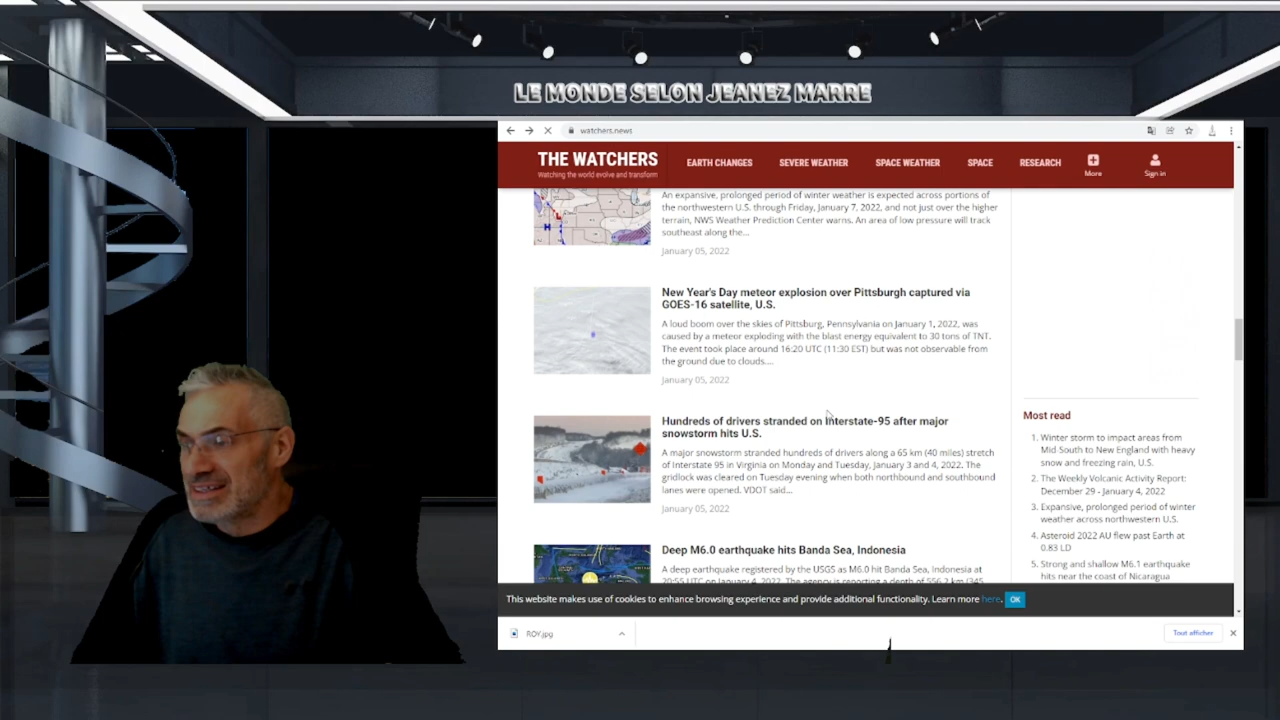 LE MONDE SELON JEANEZ MARRE
watchers.news
THE WATCHERS
Watching the world evolve and transform
EARTH CHANGES
SEVERE WEATHER
SPACE WEATHER
SPACE
RESEARCH
More
Sign in
An expansive, prolonged period of winter weather is expected across portions of
the northwestern U.S. through Friday, January 7, 2022, and not just over the higher
terrain, NWS Weather Prediction Center warns. An area of low pressure will track
southeast along the...
January 05, 2022
New Year's Day meteor explosion over Pittsburgh captured via
GOES-16 satellite, U.S.
A loud boom over the skies of Pittsburg, Pennsylvania on January 1, 2022, was
caused by a meteor exploding with the blast energy equivalent to 30 tons of TNT.
The event took place around 16:20 UTC (11:30 EST) but was not observable from
the ground due to clouds....
January 05, 2022
Hundreds of drivers stranded on Interstate-95 after major
snowstorm hits U.S.
A major snowstorm stranded hundreds of drivers along a 65 km (40 miles) stretch
of Interstate 95 in Virginia on Monday and Tuesday, January 3 and 4, 2022. The
gridlock was cleared on Tuesday evening when both northbound and southbound
lanes were opened. VDOT said...
January 05, 2022
Deep M6.0 earthquake hits Banda Sea, Indonesia
A deep earthquake registered by the USGS as M6.0 hit Banda Sea, Indonesia at
20:55 UTC on January 4, 2022. The agency is reporting a depth of 556.2 km (345
Most read
1. Winter storm to impact areas from
Mid-South to New England with heavy
snow and freezing rain, U.S.
2. The Weekly Volcanic Activity Report:
December 29 - January 4, 2022
3. Expansive, prolonged period of winter
weather across northwestern U.S.
4. Asteroid 2022 AU flew past Earth at
0.83 LD
5. Strong and shallow M6.1 earthquake
hits near the coast of Nicaragua
This website makes use of cookies to enhance browsing experience and provide additional functionality. Learn more here. OK
ROY.jpg
Tout afficher